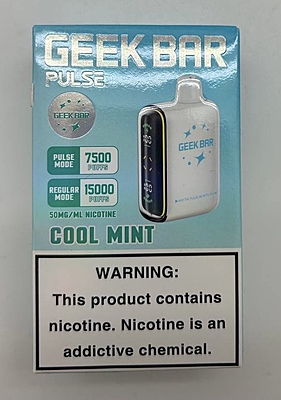 GEEK BAR
PULSE
GEEK BAR
GEEK BAR
PULSE MODE 7500 PUFFS
REGULAR MODE 15000 PUFFS
50MG/ML NICOTINE
COOL MINT
WARNING:
This product contains
nicotine. Nicotine is an
addictive chemical.